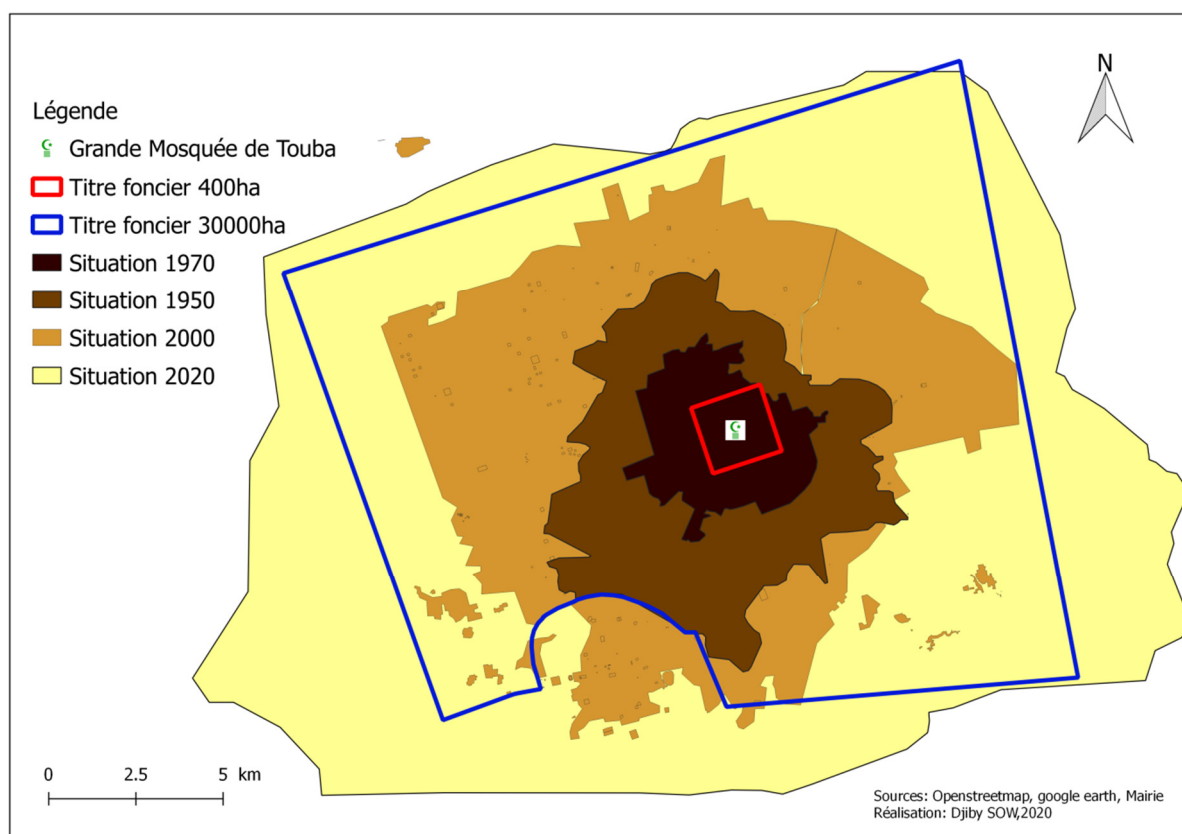 Légende
Grande Mosquée de Touba
Titre foncier 400ha
Titre foncier 30000ha
Situation 1970
Situation 1950
Situation 2000
Situation 2020
N
0 2.5 5 km
Sources: Openstreetmap, google earth, Mairie
Réalisation: Djiby SOW,2020